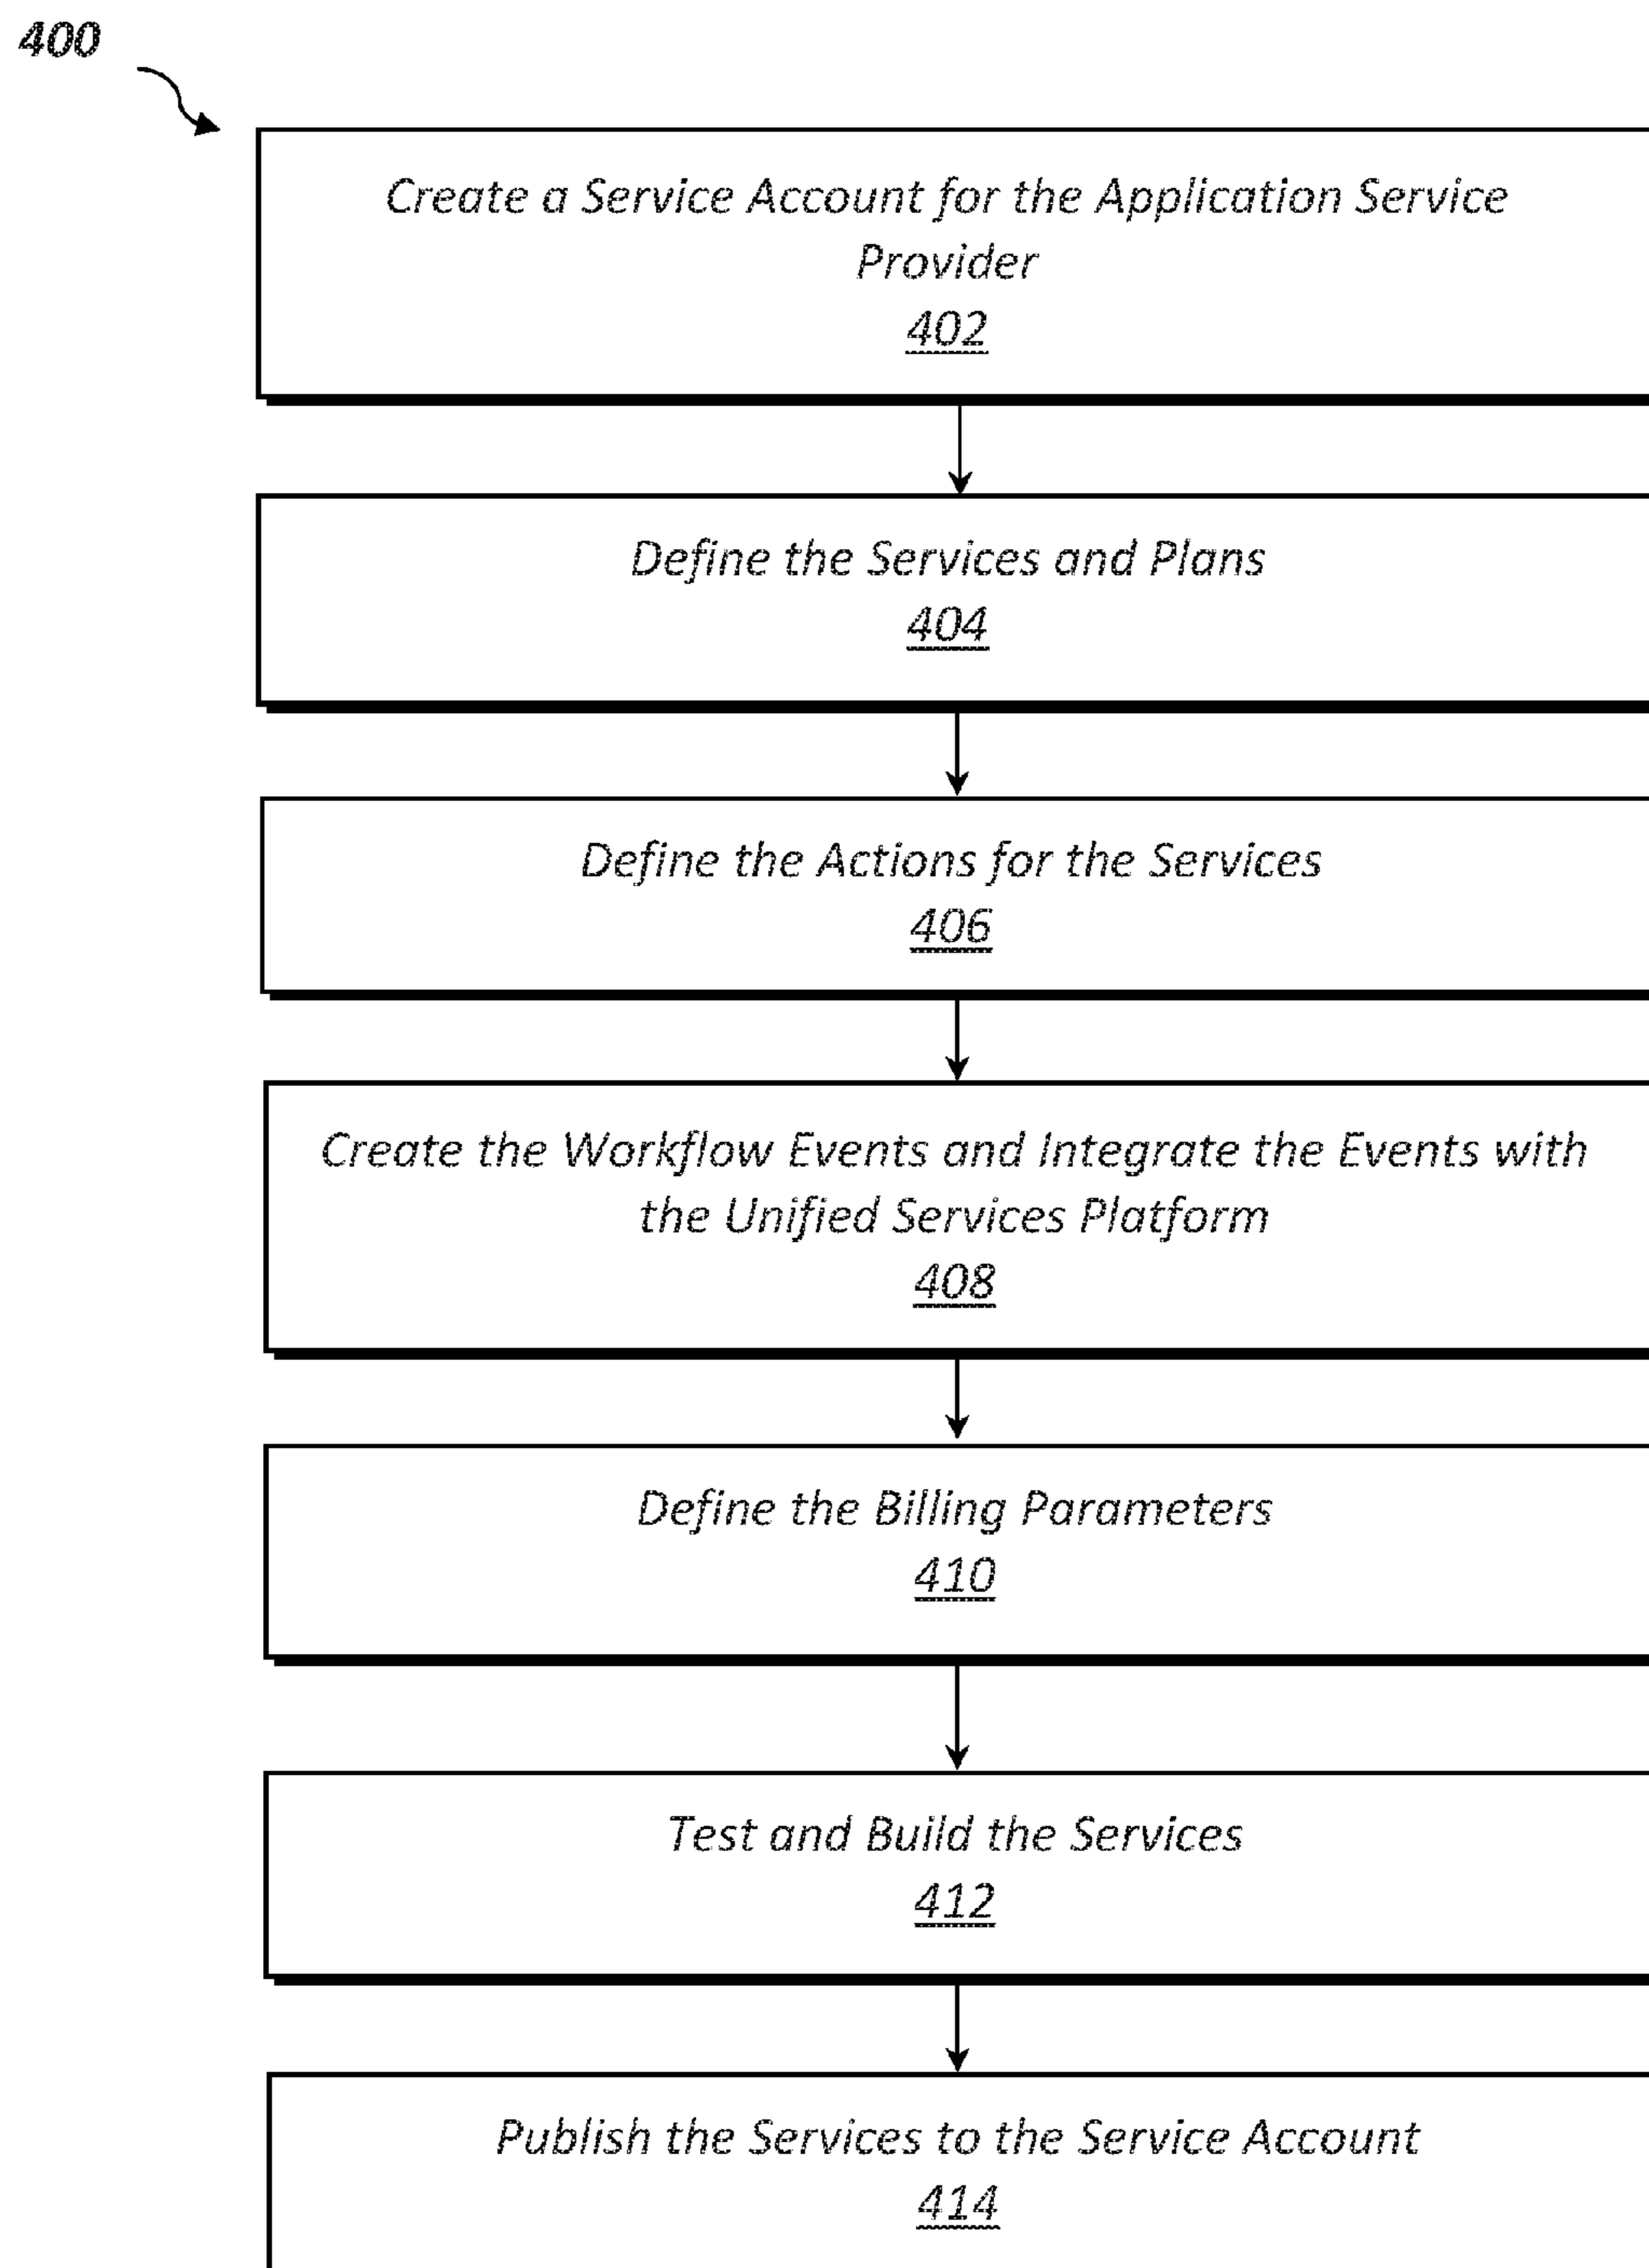 400
Create a Service Account for the Application Service
Provider
402
Define the Services and Plans
404
Define the Actions for the Services
406
Create the Workflow Events and Integrate the Events with
the Unified Services Platform
408
Define the Billing Parameters
410
Test and Build the Services
412
Publish the Services to the Service Account
414